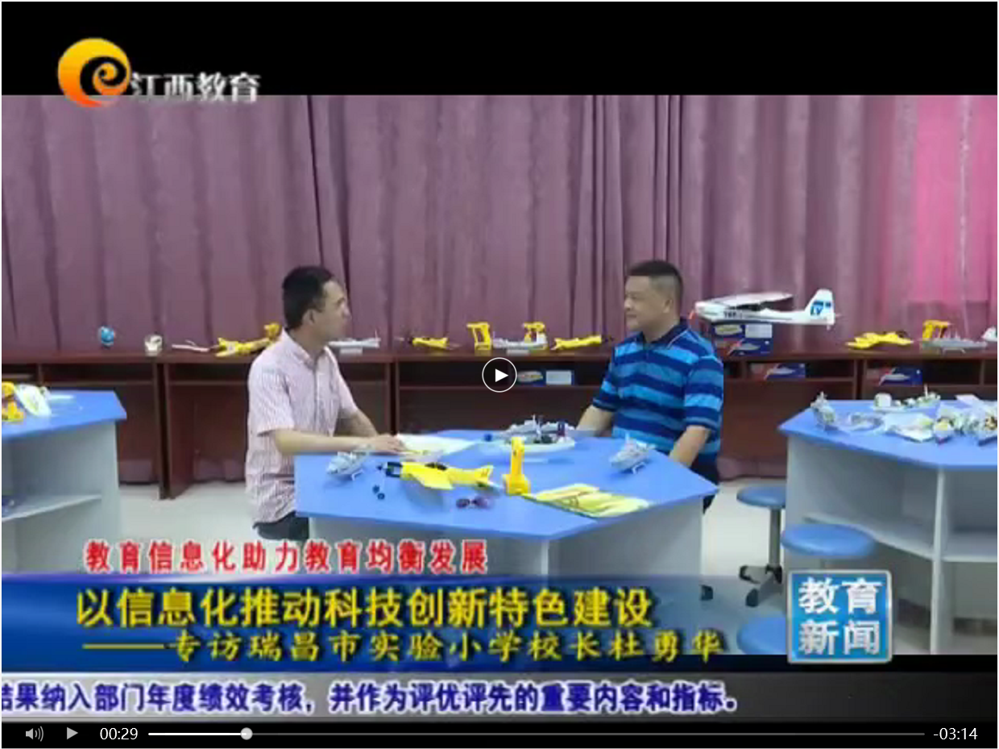 江西教育
教育信息化助力教育均衡发展
以信息化推动科技创新特色建设
——专访瑞昌市实验小学校长杜勇华
教育
新闻
结果纳入部门年度绩效考核，并作为评优评先的重要内容和指标。
00:29
-03:14